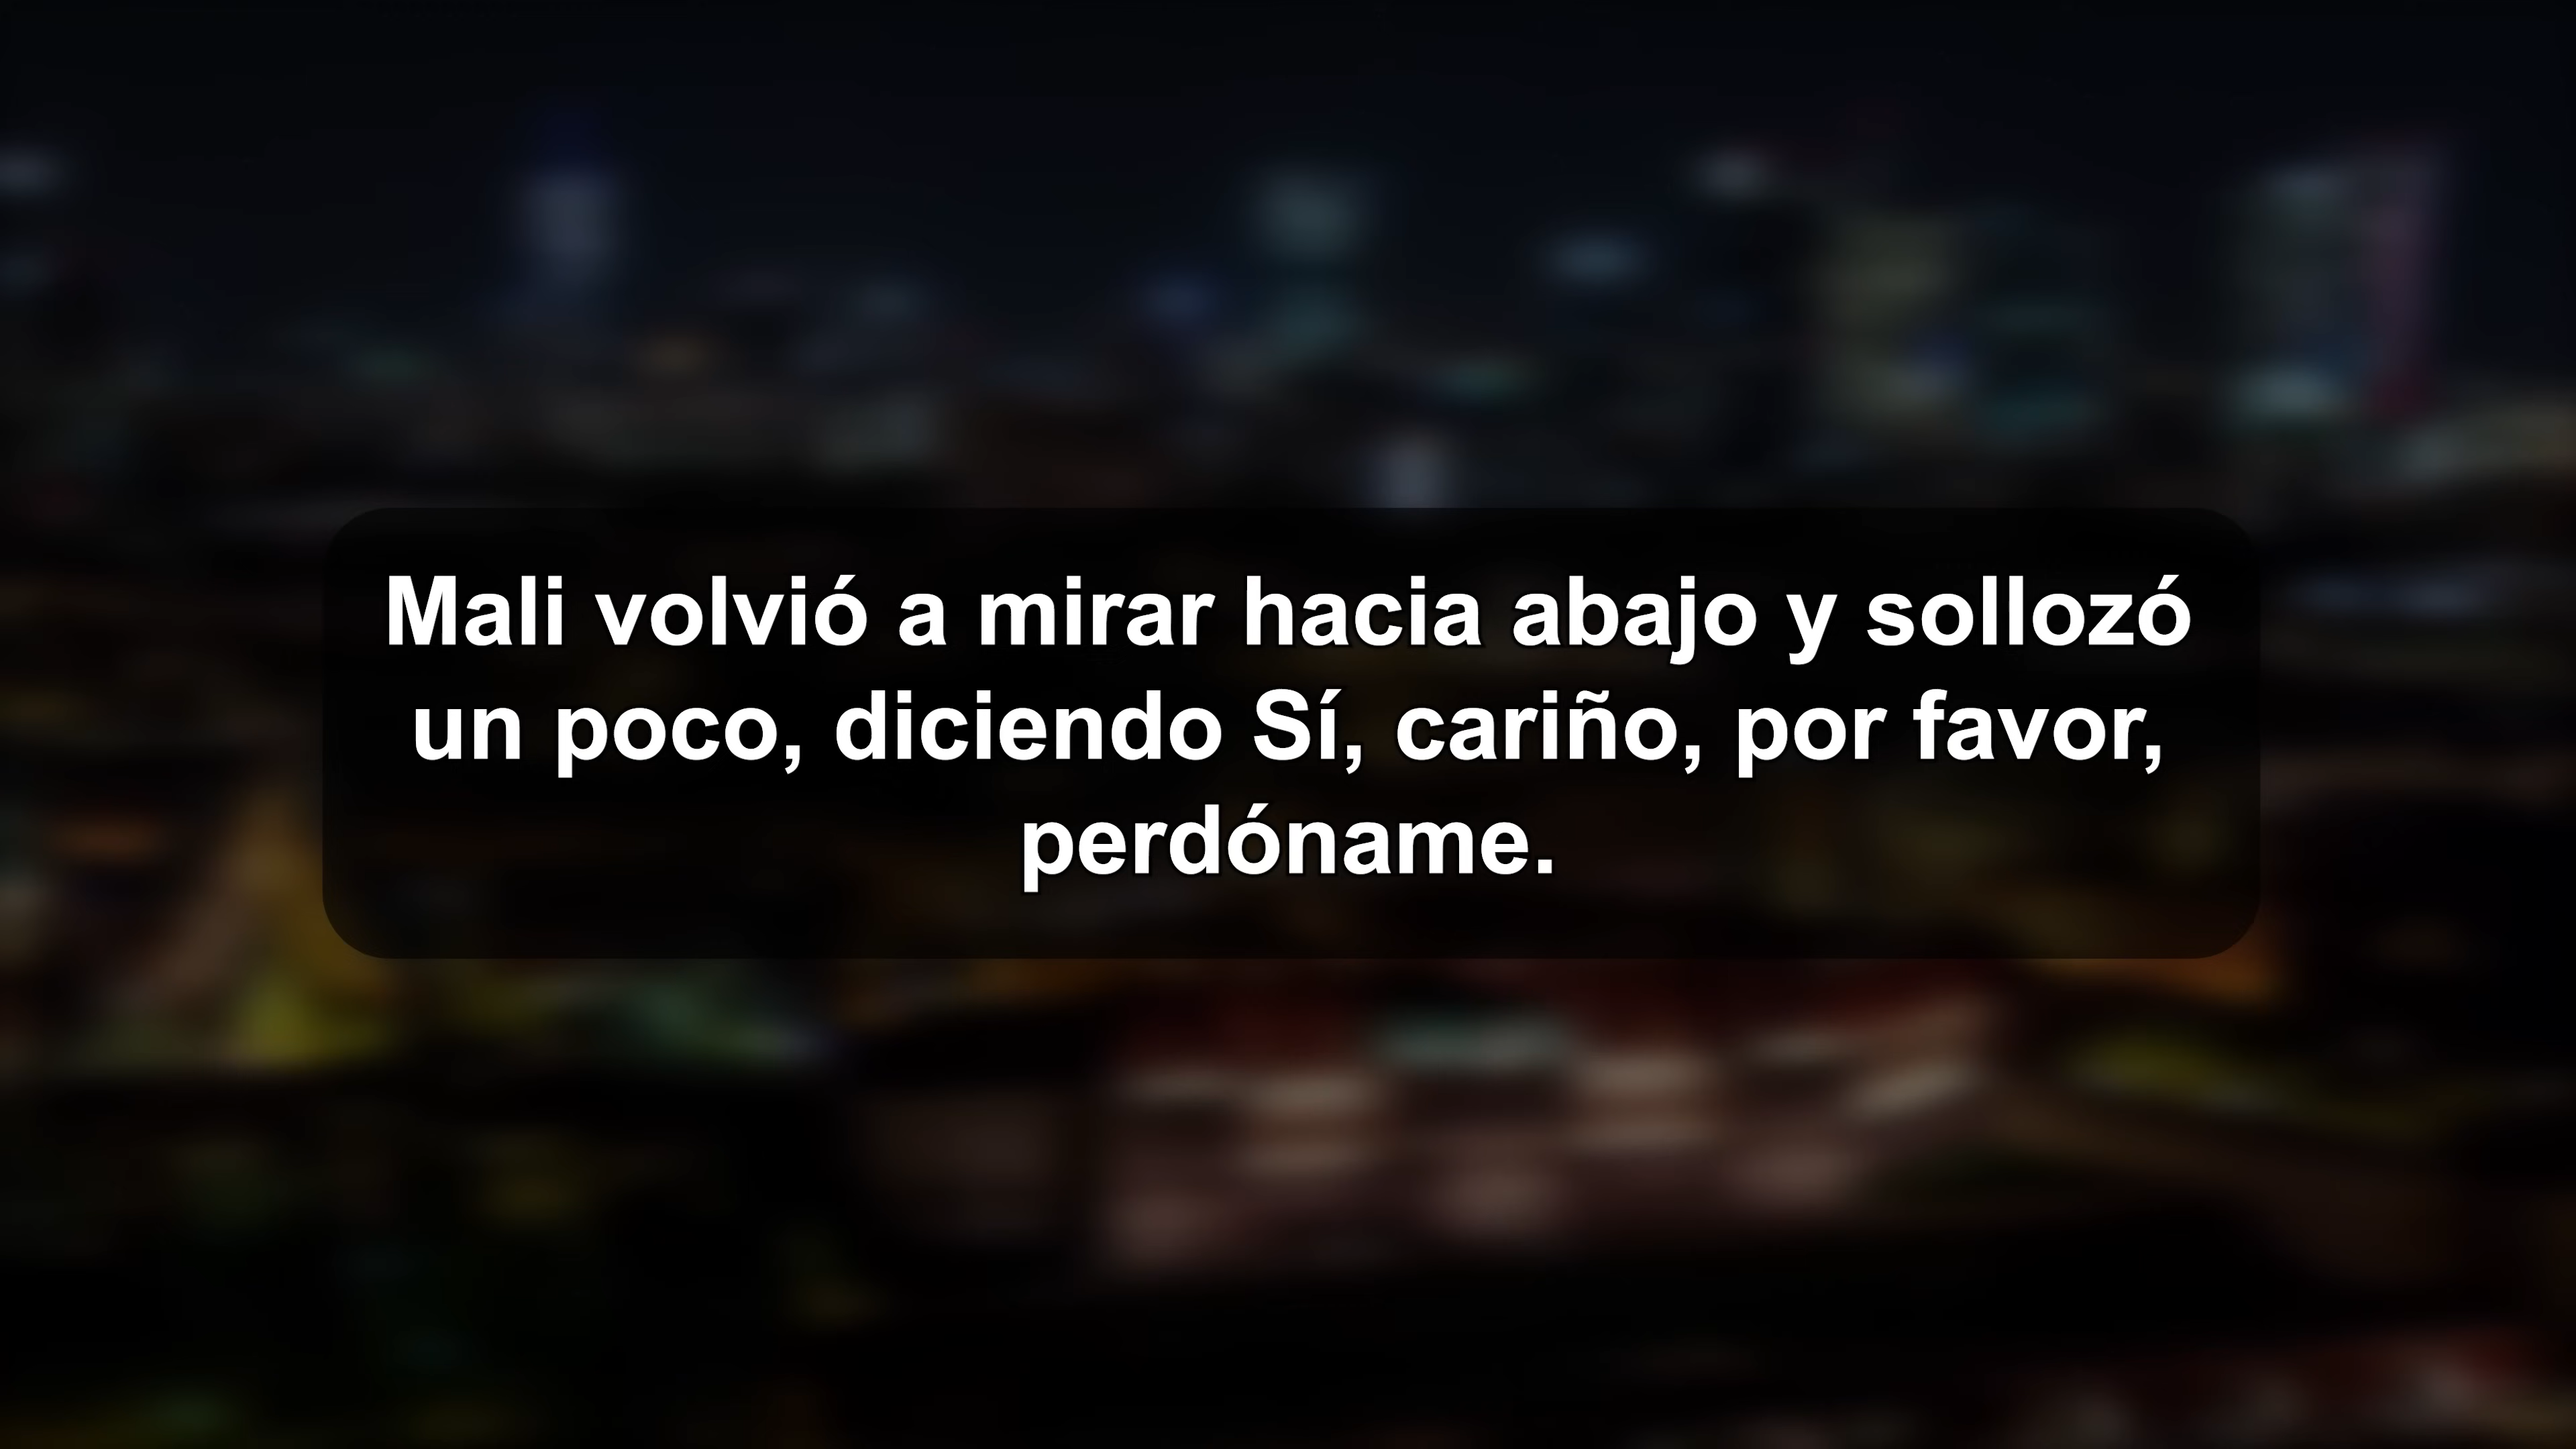 Mali volvió a mirar hacia abajo y sollozó
un poco, diciendo Sí, cariño, por favor,
perdóname.